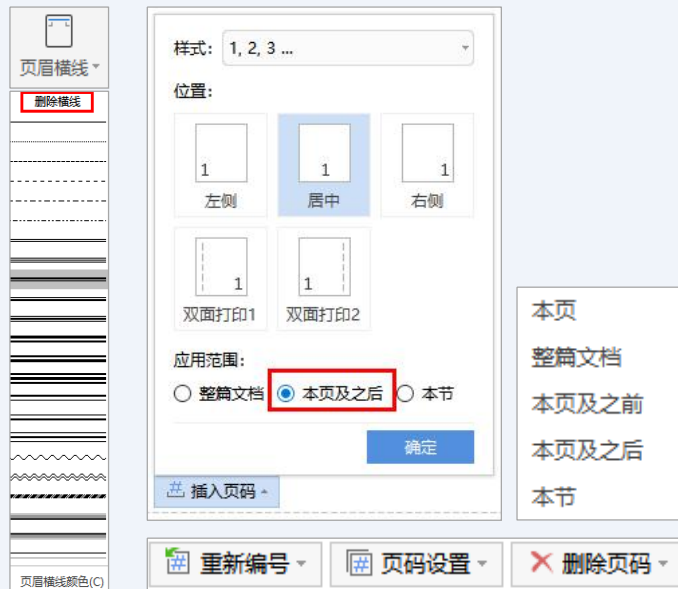 页眉横线
删除横线
页眉横线颜色(C)
样式: 1, 2, 3 ...
位置:
1 1 1
左侧 居中 右侧
1 1
双面打印1 双面打印2
应用范围:
整篇文档 本页及之后 本节
确定
插入页码
本页
整篇文档
本页及之前
本页及之后
本节
重新编号 页码设置 删除页码